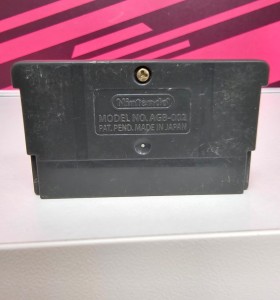 Nintendo
MODEL NO. AGB-002
PAT. PEND. MADE IN JAPAN